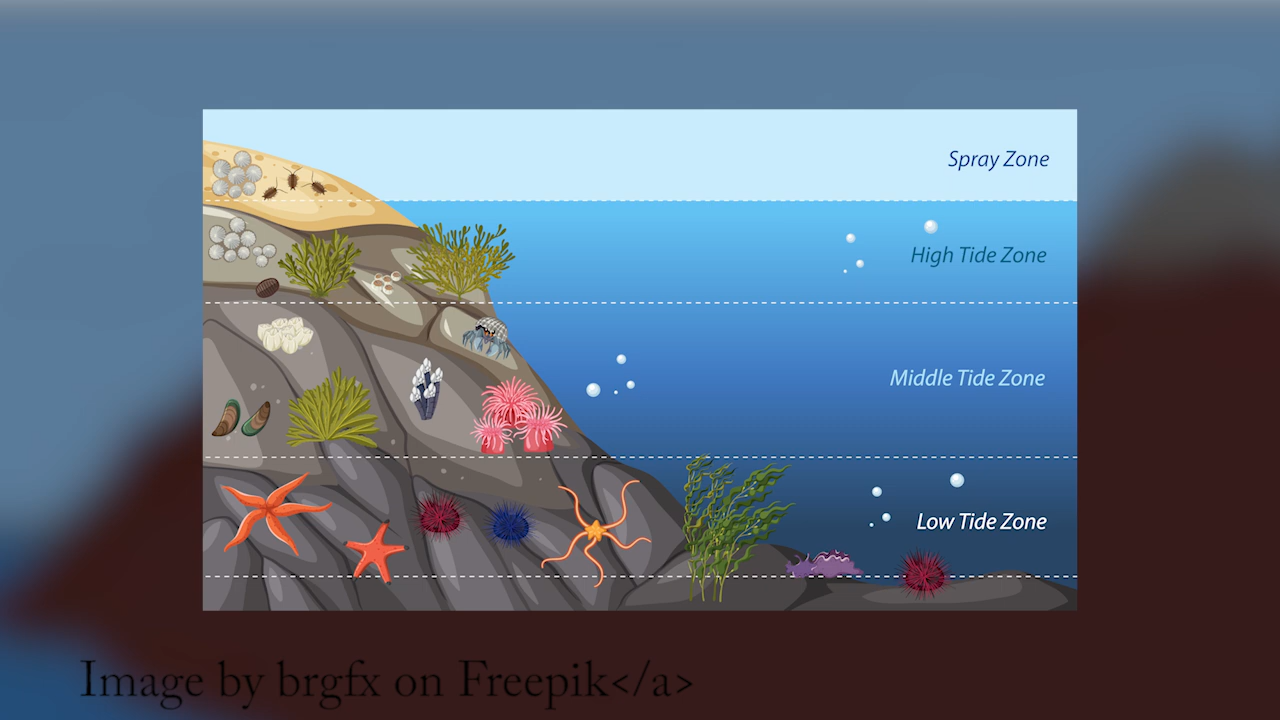 Spray Zone
High Tide Zone
Middle Tide Zone
Low Tide Zone
Image by brgfx on Freepik</a>